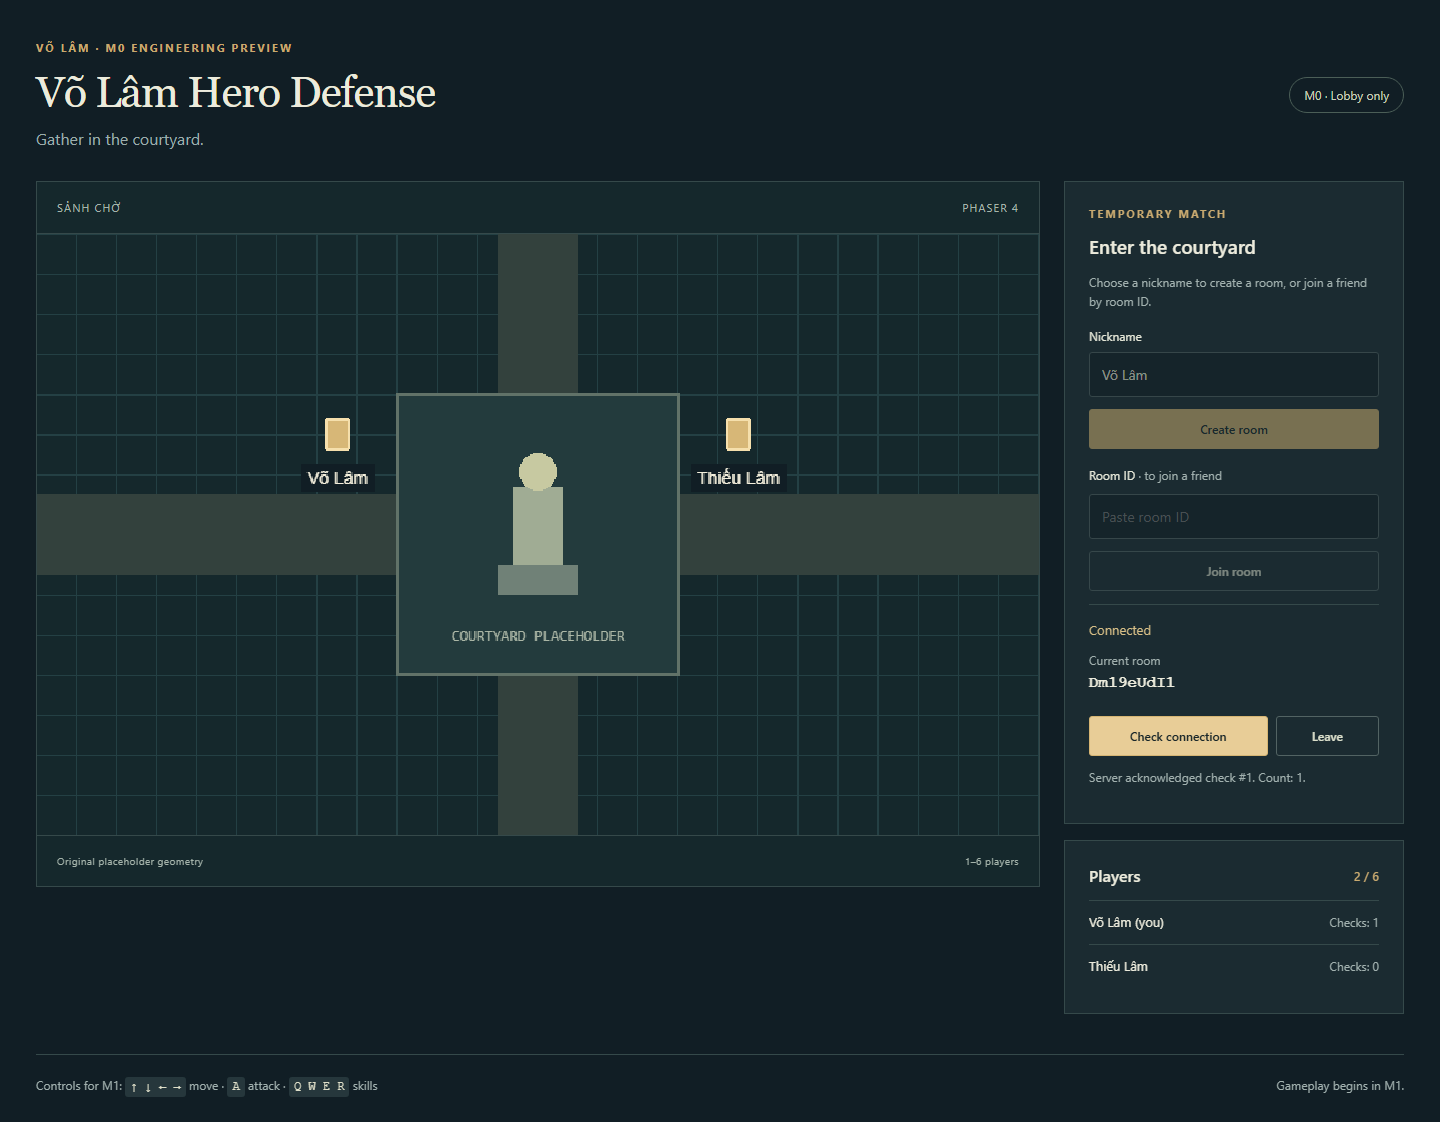 VÕ LÂM · M0 ENGINEERING PREVIEW
Võ Lâm Hero Defense
Gather in the courtyard.
M0 · Lobby only
SẢNH CHỜ
PHASER 4
Võ Lâm
Thiếu Lâm
COURTYARD PLACEHOLDER
Original placeholder geometry
1–6 players
TEMPORARY MATCH
Enter the courtyard
Choose a nickname to create a room, or join a friend
by room ID.
Nickname
Võ Lâm
Create room
Room ID · to join a friend
Paste room ID
Join room
Connected
Current room
Dml9eUdI1
Check connection
Leave
Server acknowledged check #1. Count: 1.
Players
2 / 6
Võ Lâm (you)
Checks: 1
Thiếu Lâm
Checks: 0
Controls for M1: ↑ ↓ ← → move · A attack · Q W E R skills
Gameplay begins in M1.